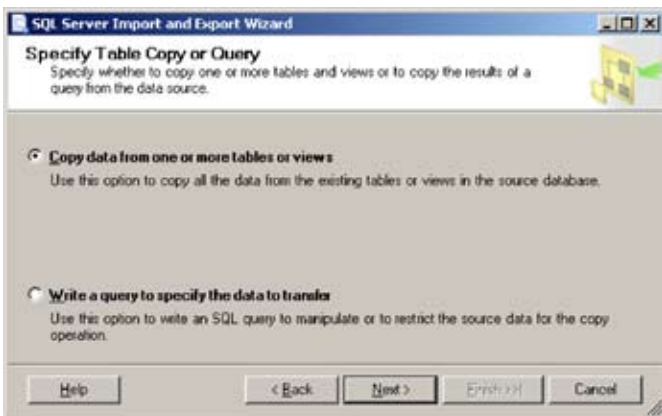 SQL Server Import and Export Wizard
Specify Table Copy or Query
Specify whether to copy one or more tables and views or to copy the results of a
query from the data source.
Copy data from one or more tables or views
Use this option to copy all the data from the existing tables or views in the source database.
Write a query to specify the data to transfer
Use this option to write an SQL query to manipulate or to restrict the source data for the copy
operation.
Help
< Back
Next >
Finish >>|
Cancel